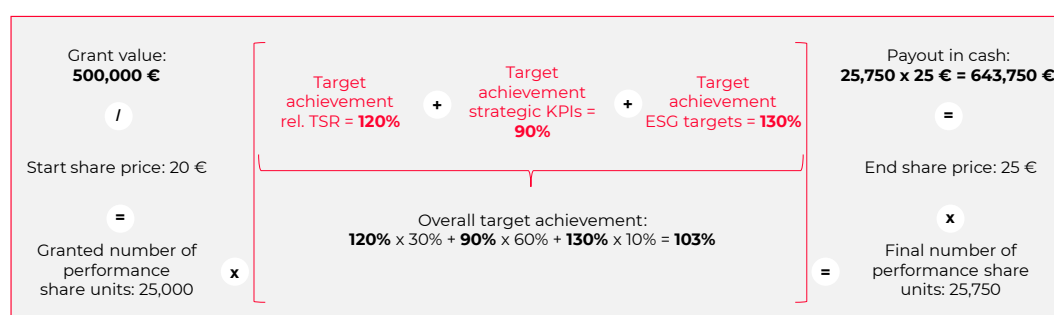 Grant value:
500,000 €
/
Start share price: 20 €
=
Granted number of
performance
share units: 25,000
x
Target
achievement
rel. TSR = 120%
+
Target
achievement
strategic KPIs =
90%
+
Target
achievement
ESG targets = 130%
Overall target achievement:
120% x 30% + 90% x 60% + 130% x 10% = 103%
=
Payout in cash:
25,750 x 25 € = 643,750 €
=
End share price: 25 €
x
Final number of
performance share
units: 25,750